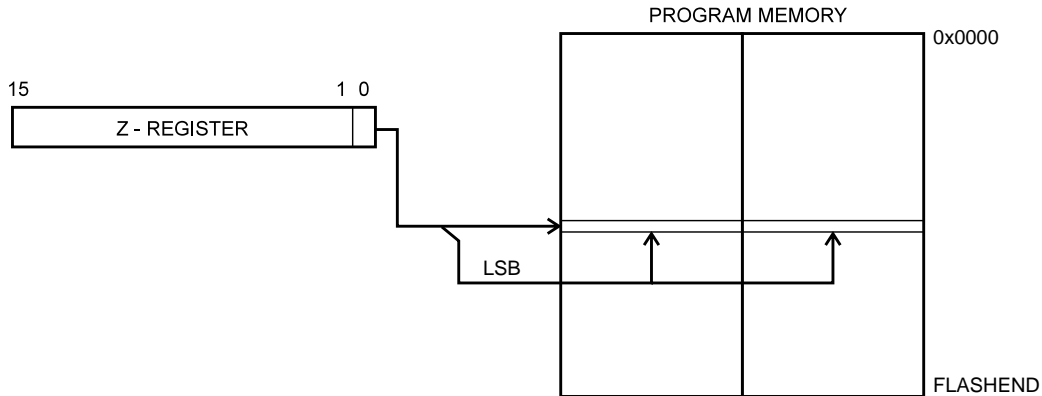 PROGRAM MEMORY
0x0000
15 1 0
Z - REGISTER
LSB
FLASHEND